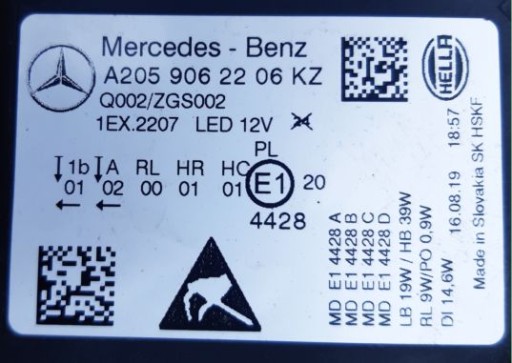 Mercedes - Benz
A205 906 22 06 KZ
Q002/ZGS002
1EX.2207 LED 12V
HELLA
PL
1b A RL HR HC
01 02 00 01 01
E1 20
4428
MD E1 4428 A
MD E1 4428 B
MD E1 4428 C
MD E1 4428 D
LB 19W / HB 39W
RL 9W/PO 0,9W
DI 14,6W 16.08.19 18:57
Made in Slovakia SK HSKF